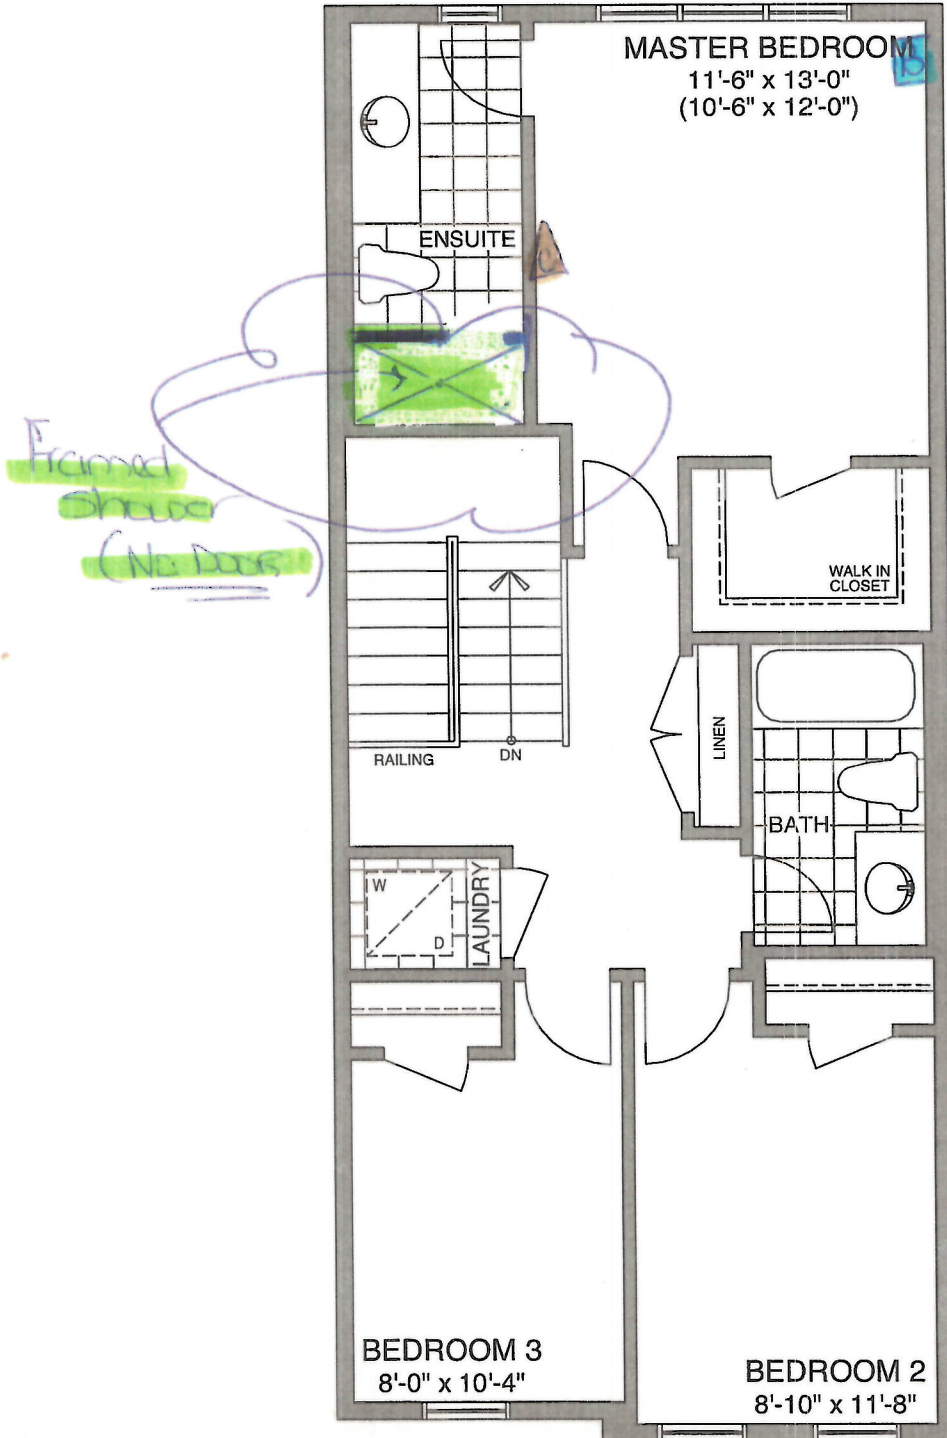 MASTER BEDROOM
11'-6" x 13'-0"
(10'-6" x 12'-0")
ENSUITE
Framed
Shower
(No Door)
WALK IN
CLOSET
LINEN
RAILING
DN
BATH
W
D
LAUNDRY
BEDROOM 3
8'-0" x 10'-4"
BEDROOM 2
8'-10" x 11'-8"